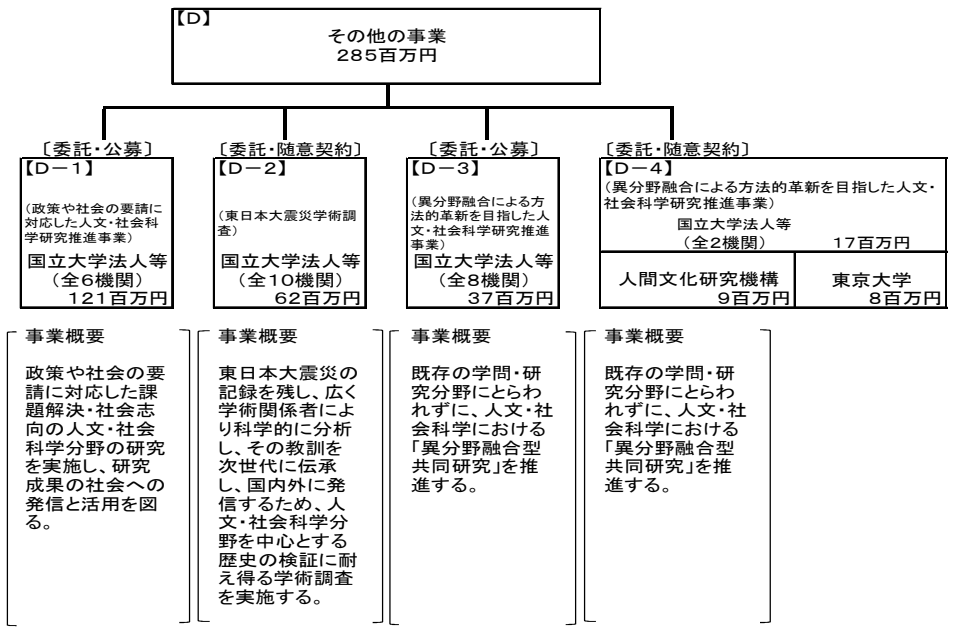 【D】
その他の事業
285百万円
〔委託・公募〕
【D－1】
（政策や社会の要請に
対応した人文・社会科
学研究推進事業）
国立大学法人等
（全6機関）
121百万円
〔委託・随意契約〕
【D－2】
（東日本大震災学術調
査）
国立大学法人等
（全10機関）
62百万円
〔委託・公募〕
【D－3】
（異分野融合による方
法的革新を目指した人
文・社会科学研究推進
事業）
国立大学法人等
（全8機関）
37百万円
〔委託・随意契約〕
【D－4】
（異分野融合による方法的革新を目指した人文・
社会科学研究推進事業）
国立大学法人等
（全2機関） 17百万円
人間文化研究機構
9百万円
東京大学
8百万円
事業概要
政策や社会の要
請に対応した課
題解決・社会志
向の人文・社会
科学分野の研究
を実施し、研究
成果の社会への
発信と活用を図
る。
事業概要
東日本大震災の
記録を残し、広く
学術関係者によ
り科学的に分析
し、その教訓を
次世代に伝承
し、国内外に発
信するため、人
文・社会科学分
野を中心とする
歴史の検証に耐
え得る学術調査
を実施する。
事業概要
既存の学問・研
究分野にとらわ
れずに、人文・社
会科学における
「異分野融合型
共同研究」を推
進する。
事業概要
既存の学問・研
究分野にとらわ
れずに、人文・社
会科学における
「異分野融合型
共同研究」を推
進する。